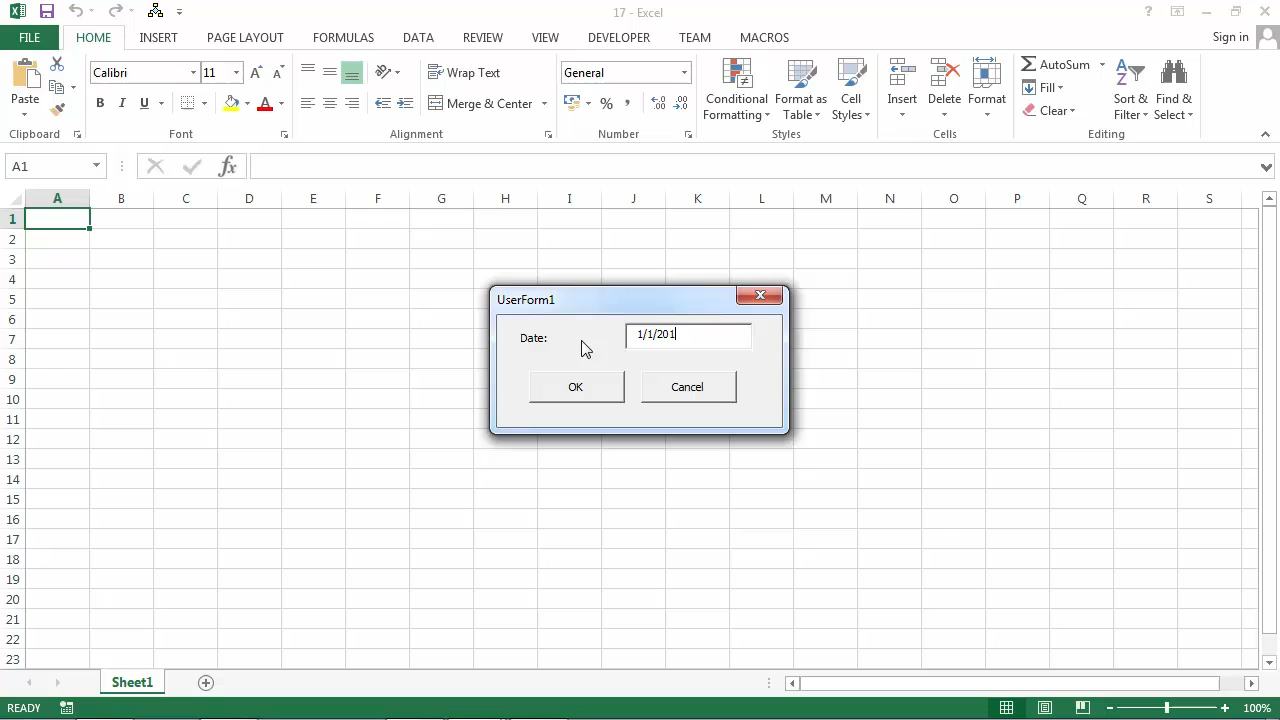 17 - Excel
FILE HOME INSERT PAGE LAYOUT FORMULAS DATA REVIEW VIEW DEVELOPER TEAM MACROS Sign in
Paste
Clipboard
Calibri 11
B I U
A A
A
Font
Wrap Text
Merge & Center
Alignment
General
% ,
Number
Conditional Formatting
Format as Table
Cell Styles
Styles
Insert Delete Format
Cells
AutoSum
Fill
Clear
Sort & Filter
Find & Select
Editing
A1 fx
A B C D E F G H I J K L M N O P Q R S
1
2
3
4
5
6
7
8
9
10
11
12
13
14
15
16
17
18
19
20
21
22
23
UserForm1
Date: 1/1/201
OK Cancel
Sheet1
READY 100%